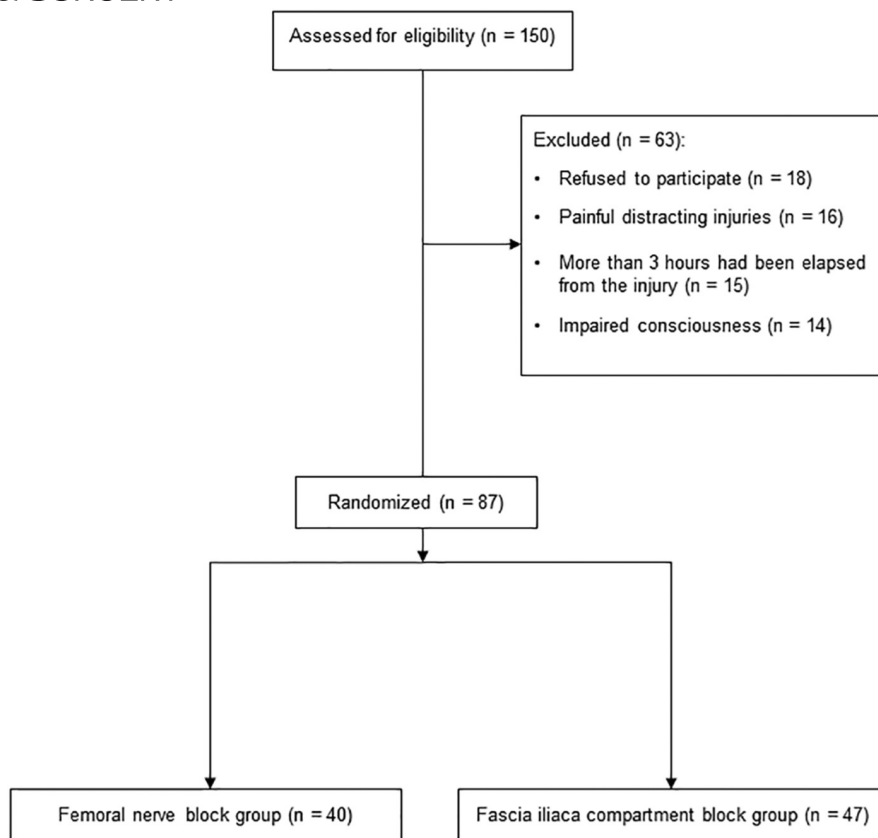 Assessed for eligibility (n = 150)
Excluded (n = 63):
• Refused to participate (n = 18)
• Painful distracting injuries (n = 16)
• More than 3 hours had been elapsed
from the injury (n = 15)
• Impaired consciousness (n = 14)
Randomized (n = 87)
Femoral nerve block group (n = 40)
Fascia iliaca compartment block group (n = 47)